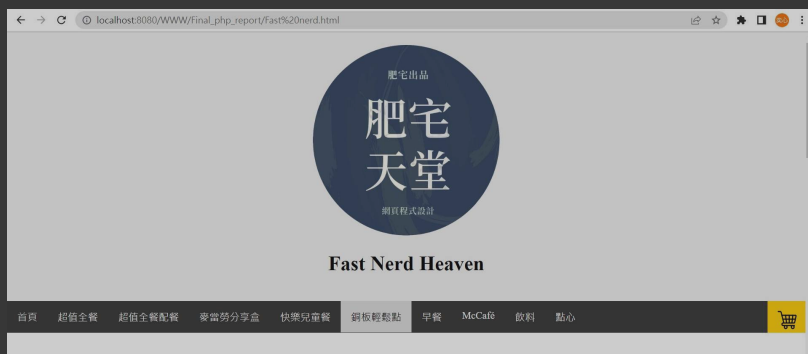 localhost:8080/WWW/Final_php_report/Fast%20nerd.html
肥宅出品
肥宅
天堂
網頁程式設計
Fast Nerd Heaven
首頁 超值全餐 超值全餐配餐 麥當勞分享盒 快樂兒童餐 銅板輕鬆點 早餐 McCafé 飲料 點心